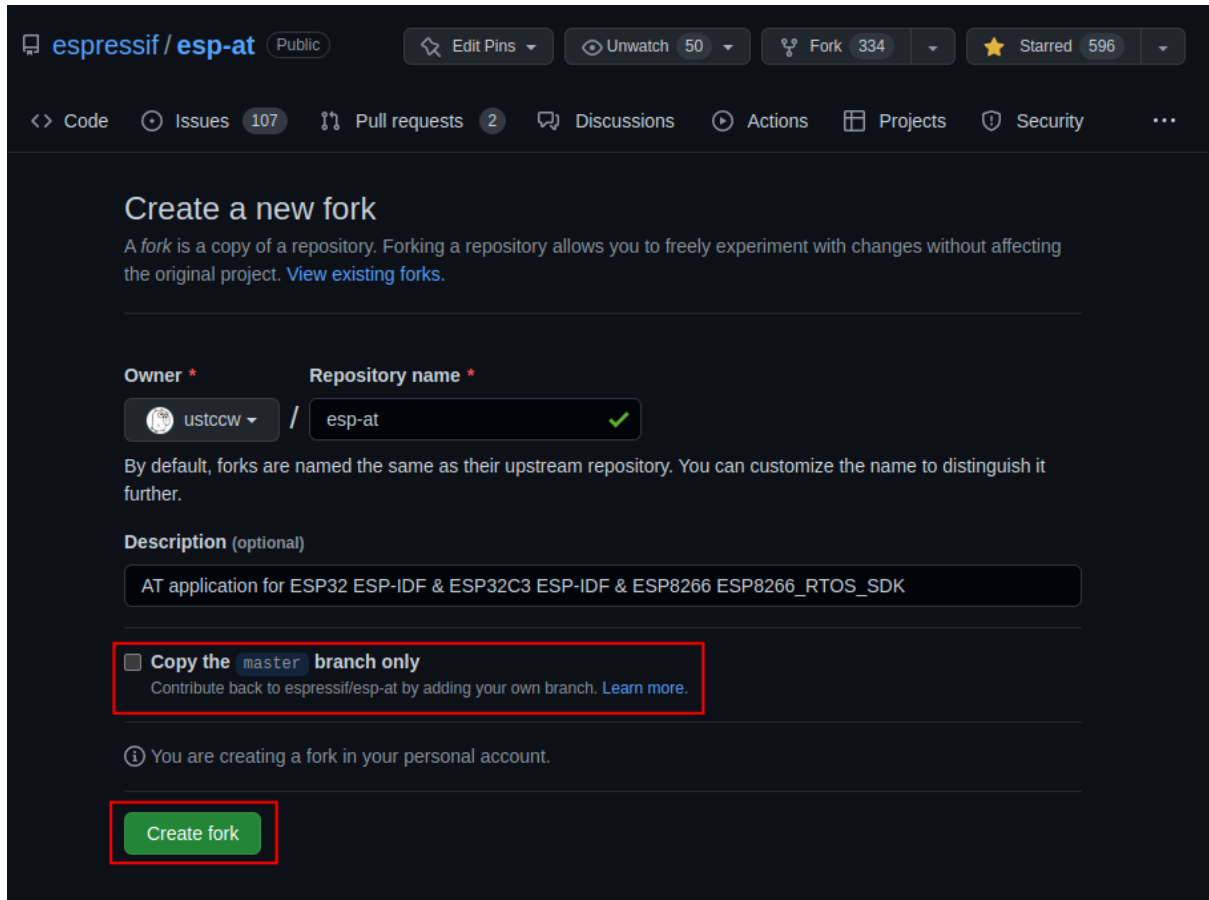 espressif / esp-at Public Edit Pins Unwatch 50 Fork 334 Starred 596
Code Issues 107 Pull requests 2 Discussions Actions Projects Security ...
Create a new fork
A fork is a copy of a repository. Forking a repository allows you to freely experiment with changes without affecting
the original project. View existing forks.
Owner * Repository name *
ustccw / esp-at
By default, forks are named the same as their upstream repository. You can customize the name to distinguish it
further.
Description (optional)
AT application for ESP32 ESP-IDF & ESP32C3 ESP-IDF & ESP8266 ESP8266_RTOS_SDK
Copy the master branch only
Contribute back to espressif/esp-at by adding your own branch. Learn more.
You are creating a fork in your personal account.
Create fork